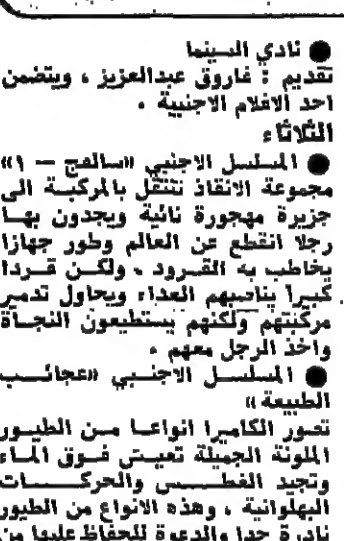 ● نادي السينما
تقديم : فاروق عبدالعزيز ، ويتضمن
احد الافلام الاجنبية .
الثلاثاء
● المسلسل الاجنبي «سالفج — ١»
مجموعة الانقاذ تنتقل بالمركبة الى
جزيرة مهجورة نائية ويجدون بها
رجلا انقطع عن العالم وطور جهازا
يخاطب به القرود . ولكن قردا
كبيرا يناصبهم العداء ويحاول تدمير
مركبتهم ولكنهم يستطيعون النجاة
واخذ الرجل معهم .
● المسلسل الاجنبي «عجائب
الطبيعة»
تصور الكاميرا انواعا من الطيور
الملونة الجميلة تعيش فوق الماء
وتجيد الغطس والحركات
البهلوانية ، وهذه الانواع من الطيور
نادرة جدا والدعوة للحفاظ عليها من